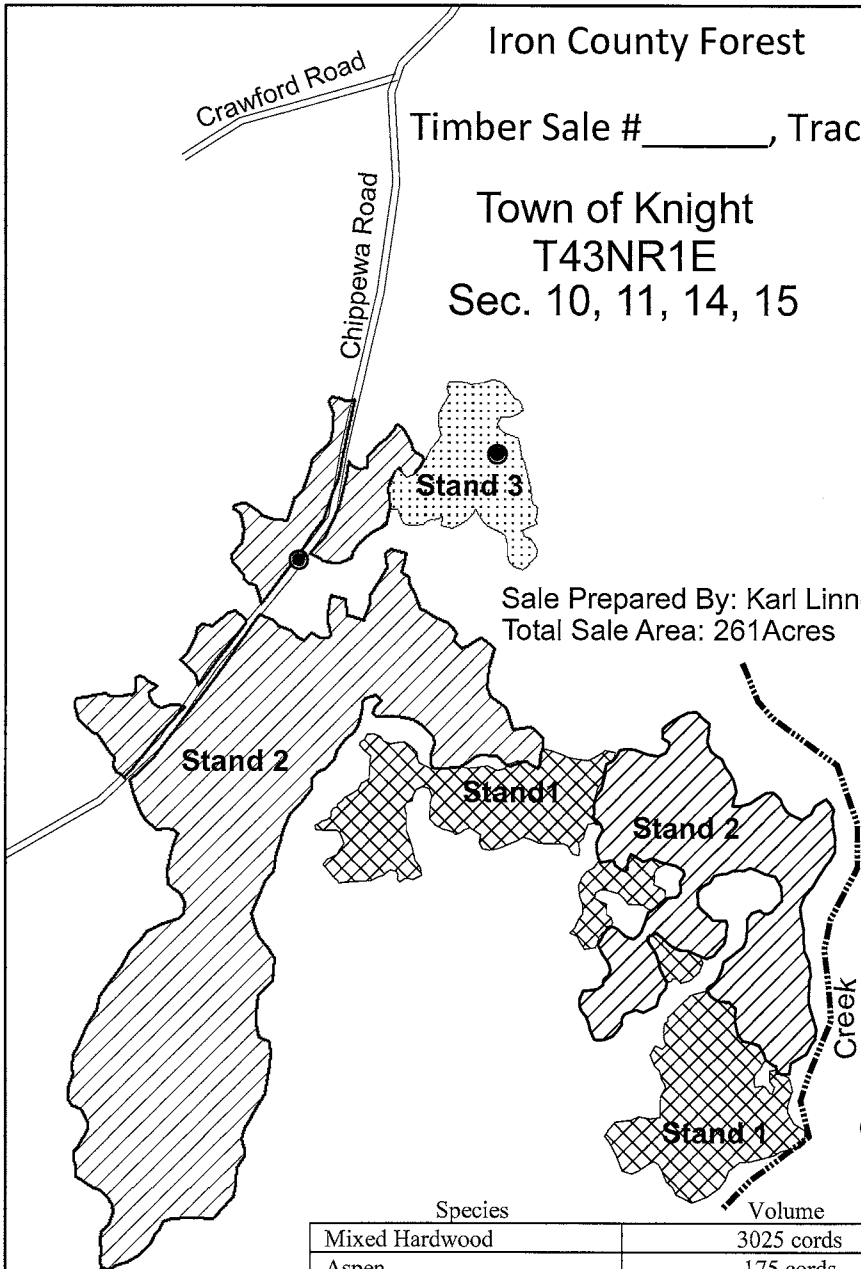 Iron County Forest
Crawford Road
Timber Sale #______, Trac
Chippewa Road
Town of Knight
T43NR1E
Sec. 10, 11, 14, 15
Stand 3
Sale Prepared By: Karl Linn
Total Sale Area: 261Acres
Stand 2
Stand1
Stand 2
Creek
Stand 1
Species Volume
Mixed Hardwood 3025 cords
Aspen 175 cords